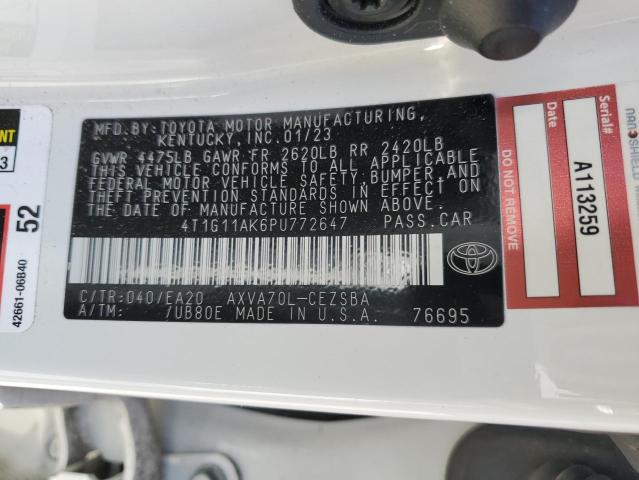 MFD.BY:TOYOTA MOTOR MANUFACTURING,
KENTUCKY, INC.01/23
GVWR 4475LB GAWR FR 2620LB RR 2420LB
THIS VEHICLE CONFORMS TO ALL APPLICABLE
FEDERAL MOTOR VEHICLE SAFETY,BUMPER,AND
THEFT PREVENTION STANDARDS IN EFFECT ON
THE DATE OF MANUFACTURE SHOWN ABOVE.
4T1G11AK6PU772647 PASS.CAR
C/TR:040/EA20 AXVA70L-CEZSBA
A/TM: /UB80E MADE IN U.S.A. 76695
52
42661-06B40
3
Serial#
A113259
DO NOT REMOVE